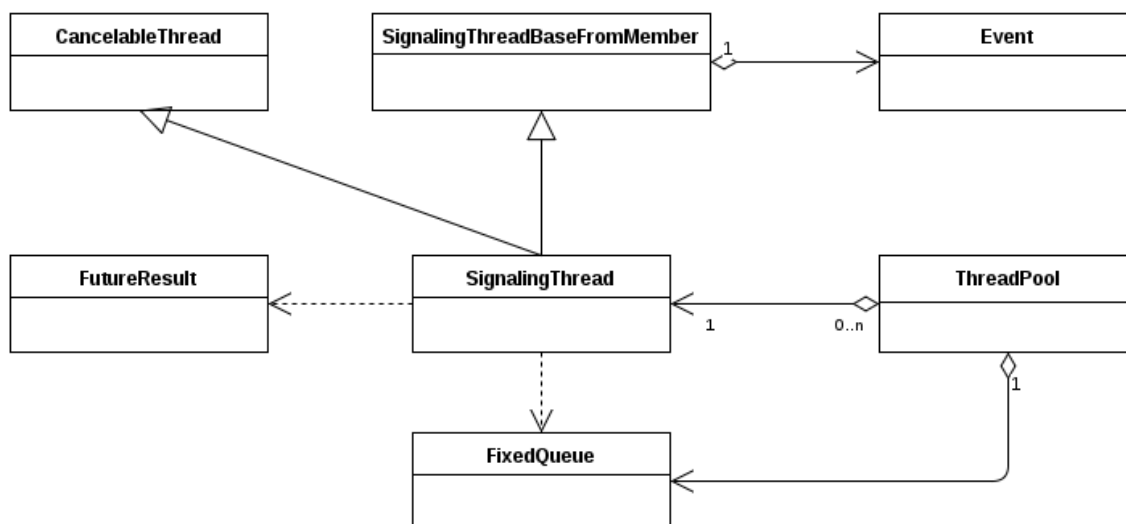 CancelableThread
SignalingThreadBaseFromMember
1
Event
FutureResult
SignalingThread
1
0..n
ThreadPool
1
FixedQueue